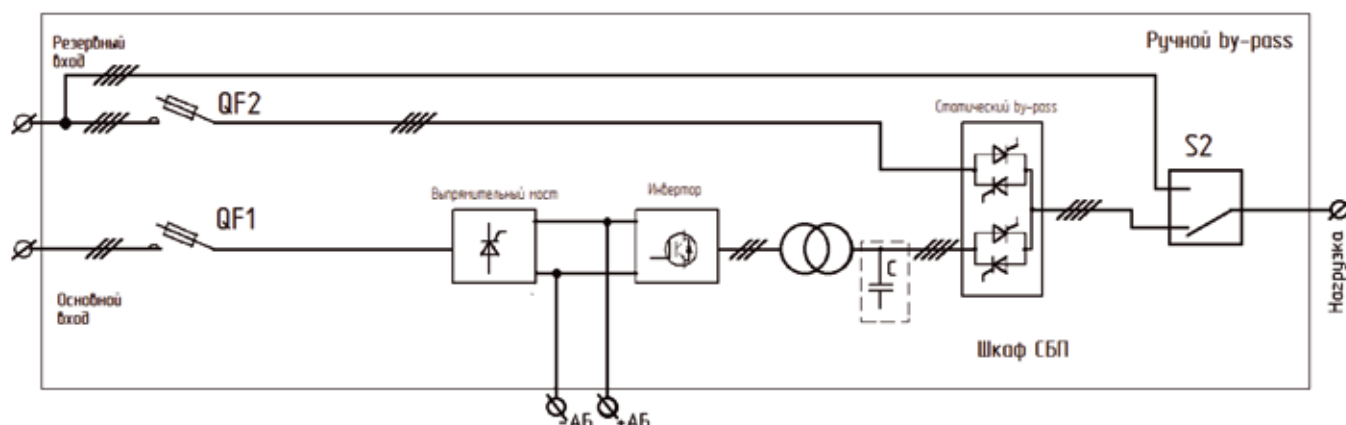 Резервный
вход
Ручной by-pass
QF2
Статический by-pass
S2
Выпрямительный мост
Инвертор
QF1
C
Основной
вход
Нагрузка
Шкаф СБП
-АБ
+АБ